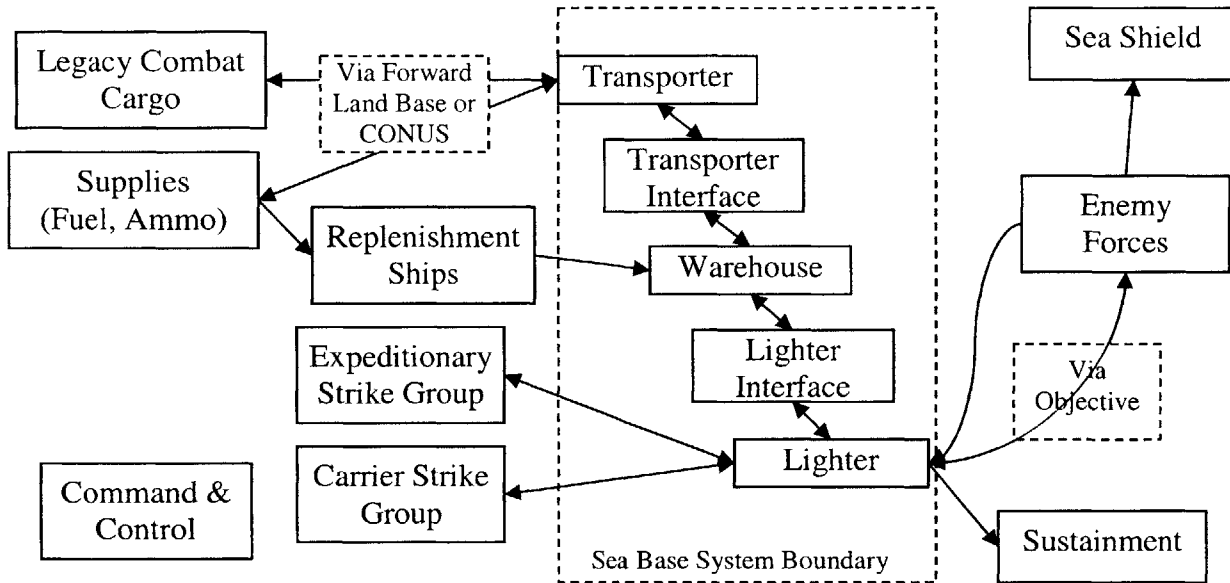 Legacy Combat
Cargo
Via Forward
Land Base or
CONUS
Transporter
Sea Shield
Supplies
(Fuel, Ammo)
Transporter
Interface
Enemy
Forces
Replenishment
Ships
Warehouse
Expeditionary
Strike Group
Lighter
Interface
Via
Objective
Command &
Control
Carrier Strike
Group
Lighter
Sustainment
Sea Base System Boundary